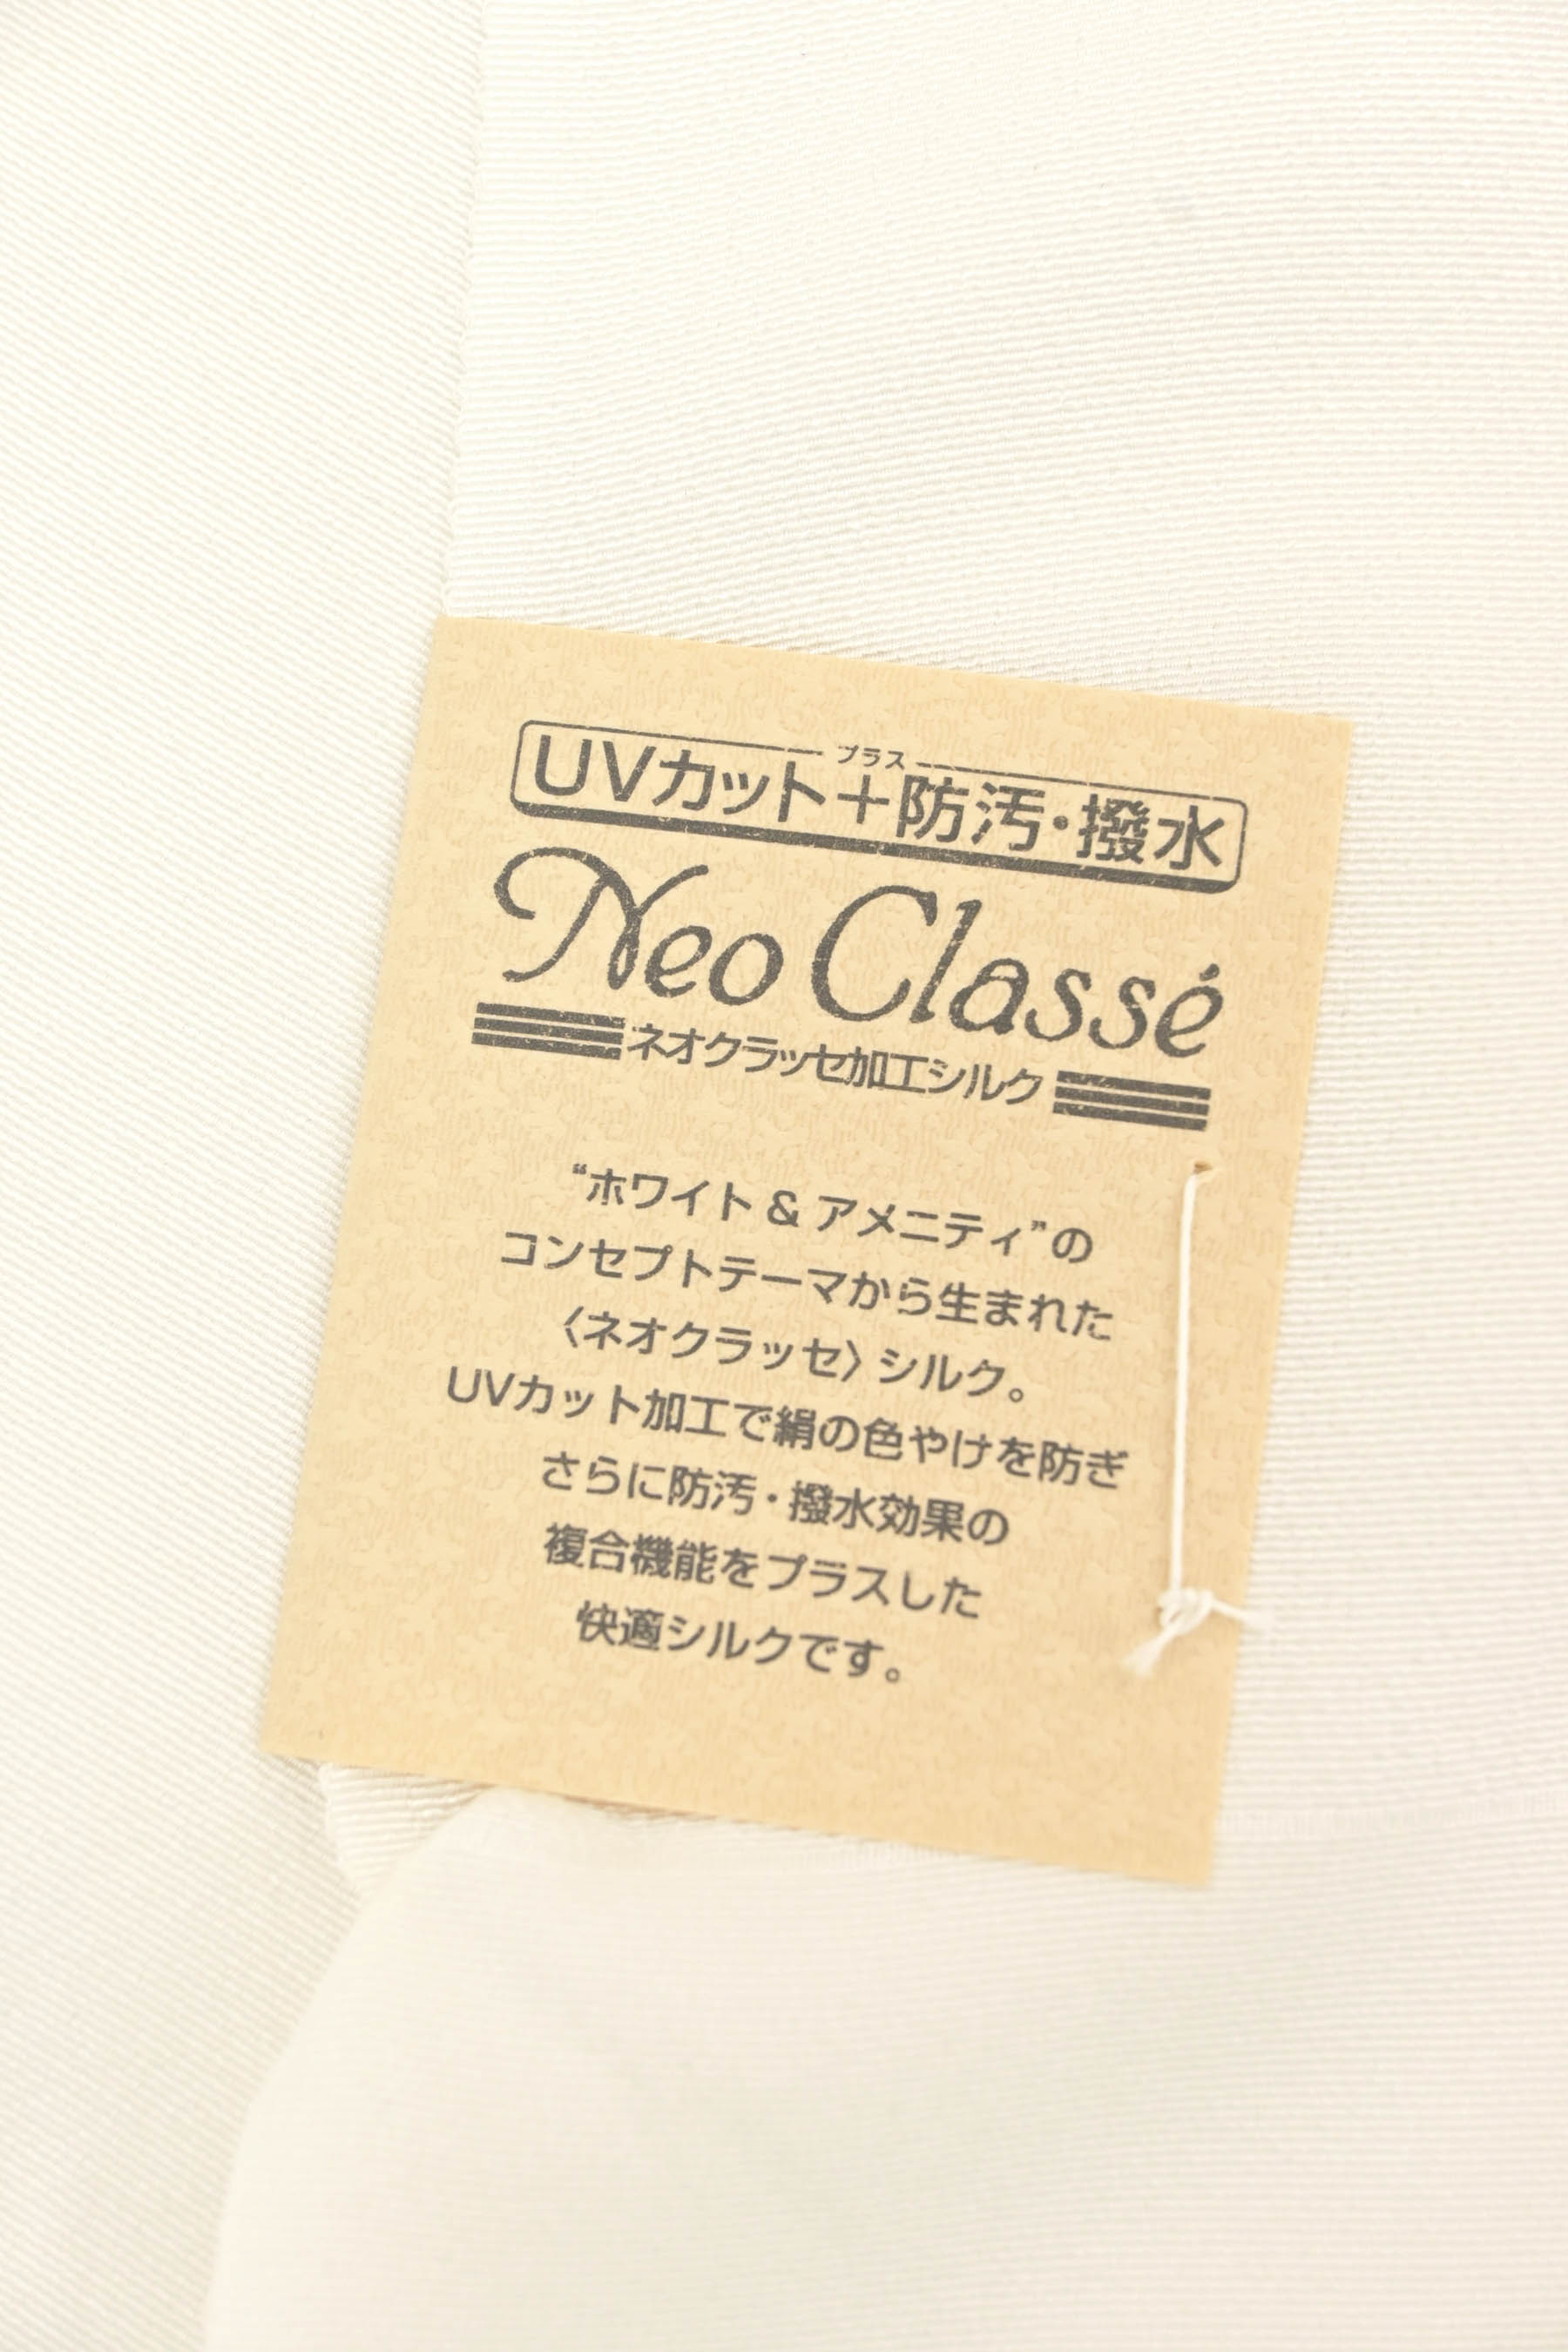 プラス
UVカット＋防汚・撥水
Neo Classé
ネオクラッセ加工シルク
“ホワイト & アメニティ”の
コンセプトテーマから生まれた
〈ネオクラッセ〉シルク。
UVカット加工で絹の色やけを防ぎ
さらに防汚・撥水効果の
複合機能をプラスした
快適シルクです。